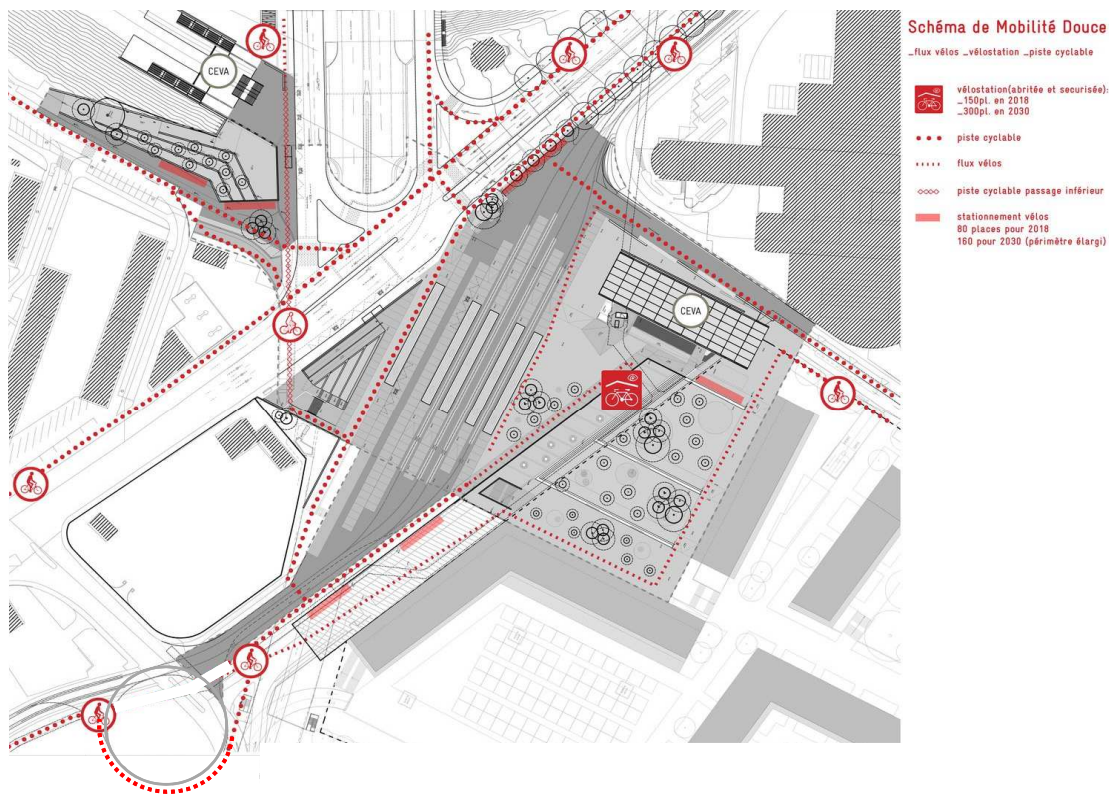 Schéma de Mobilité Douce
_flux vélos _vélostation _piste cyclable
vélostation(abritée et securisée):
_150pl. en 2018
_300pl. en 2030
piste cyclable
flux vélos
piste cyclable passage inférieur
stationnement vélos
80 places pour 2018
160 pour 2030 (périmètre élargi)
CEVA
CEVA